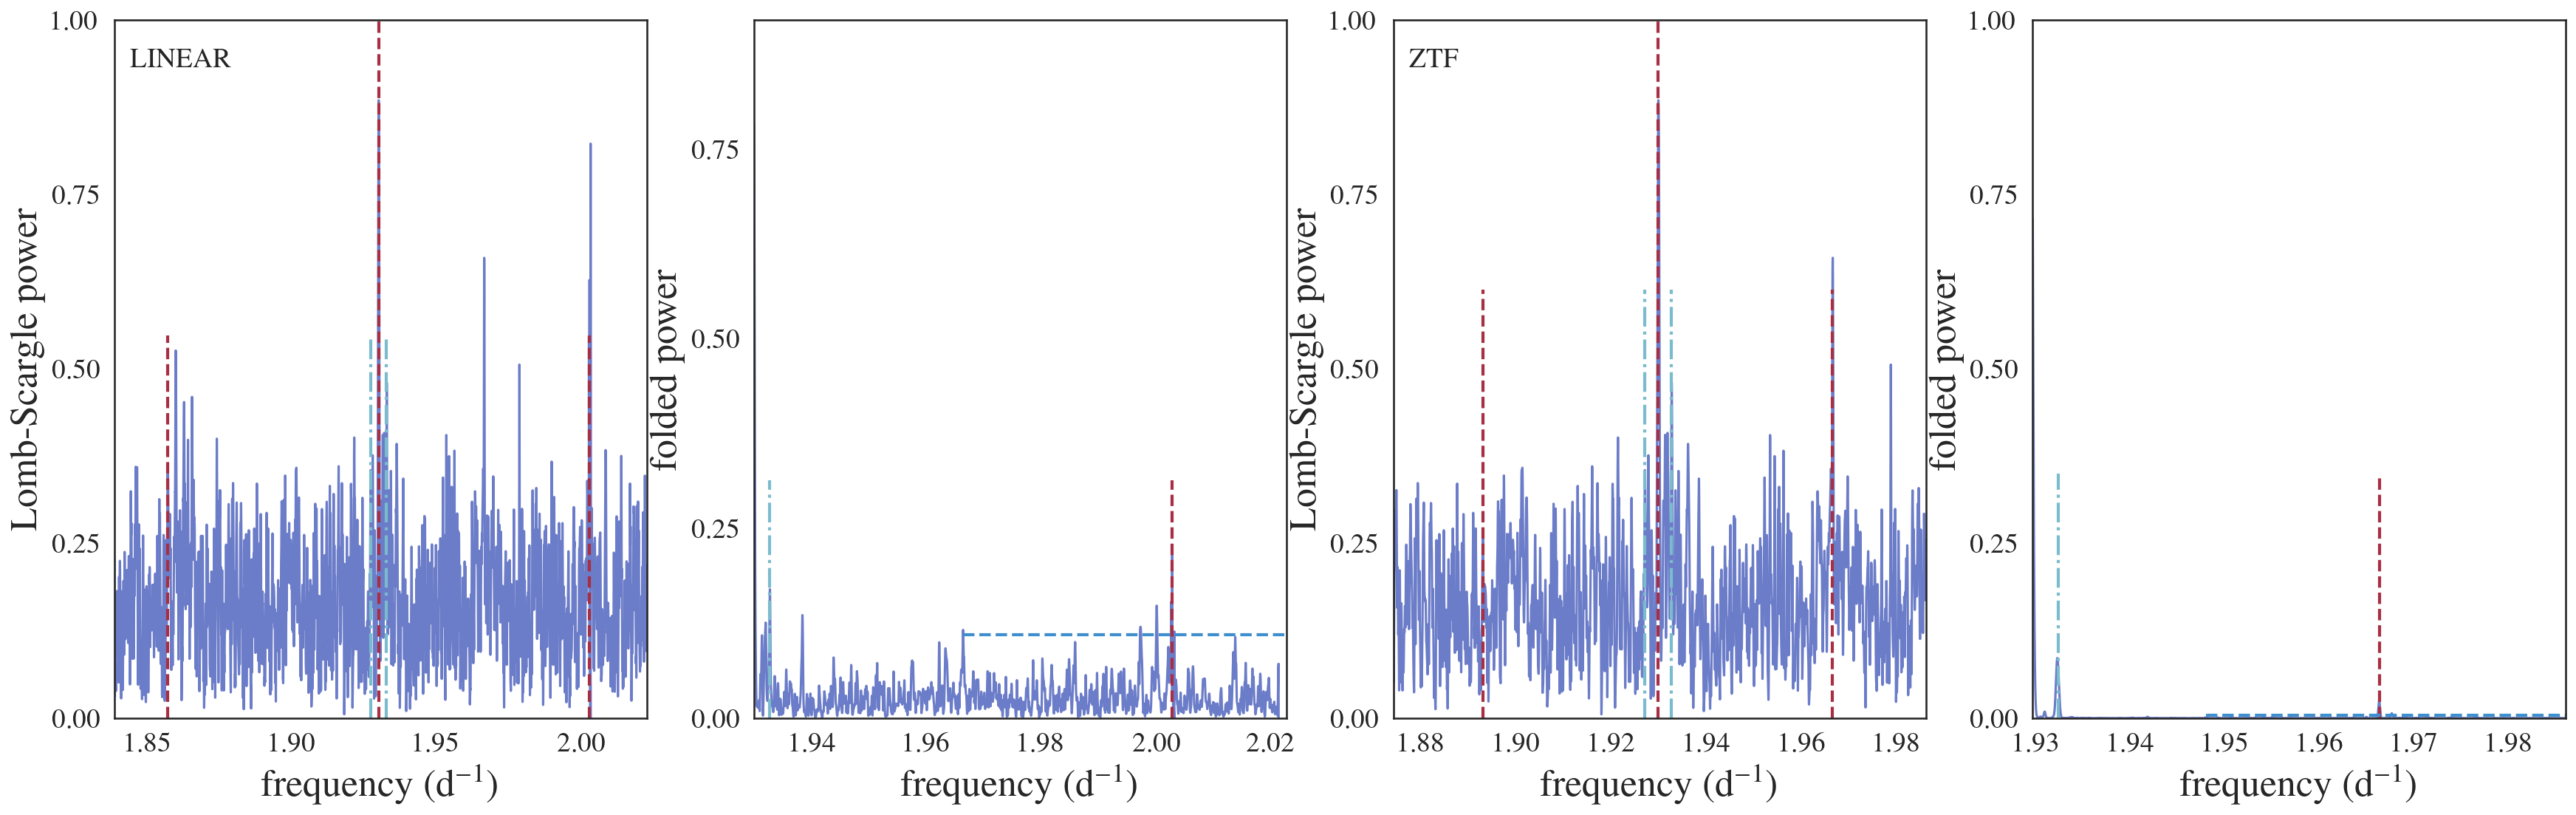 Lomb-Scargle power
1.00
0.75
0.50
0.25
0.00
LINEAR
1.85 1.90 1.95 2.00
frequency (d⁻¹)
folded power
0.75
0.50
0.25
0.00
1.94 1.96 1.98 2.00 2.02
frequency (d⁻¹)
Lomb-Scargle power
1.00
0.75
0.50
0.25
0.00
ZTF
1.88 1.90 1.92 1.94 1.96 1.98
frequency (d⁻¹)
folded power
1.00
0.75
0.50
0.25
0.00
1.93 1.94 1.95 1.96 1.97 1.98
frequency (d⁻¹)